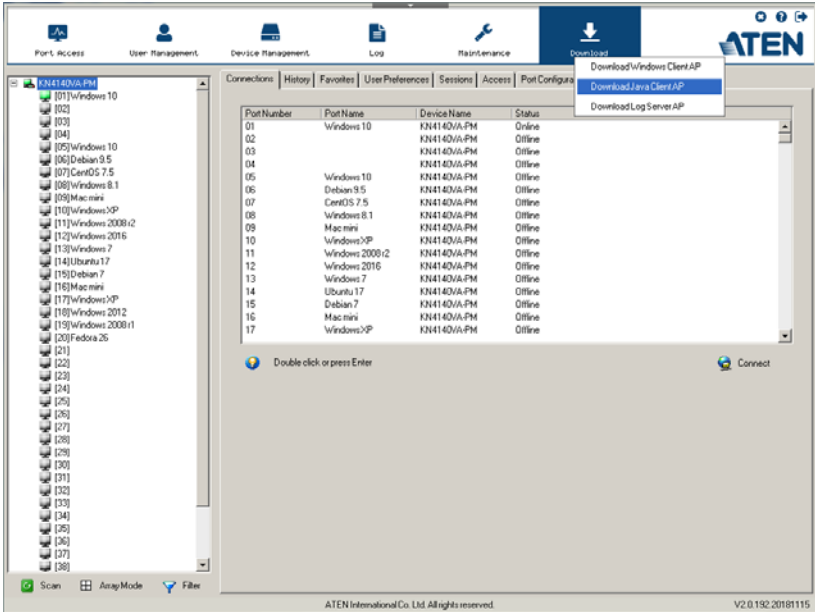 Port Access
User Management
Device Management
Log
Maintenance
Download
ATEN
Download Windows Client AP
Download Java Client AP
Download Log Server AP
KN4140VA-PM
[01]Windows 10
[02]
[03]
[04]
[05]Windows 10
[06]Debian 9.5
[07]CentOS 7.5
[08]Windows 8.1
[09]Mac mini
[10]Windows XP
[11]Windows 2008 r2
[12]Windows 2016
[13]Windows 7
[14]Ubuntu 17
[15]Debian 7
[16]Mac mini
[17]Windows XP
[18]Windows 2012
[19]Windows 2008 r1
[20]Fedora 26
[21]
[22]
[23]
[24]
[25]
[26]
[27]
[28]
[29]
[30]
[31]
[32]
[33]
[34]
[35]
[36]
[37]
[38]
Scan
Array Mode
Filter
Connections History Favorites User Preferences Sessions Access Port Configura
Port Number Port Name Device Name Status
01 Windows 10 KN4140VA-PM Online
02 KN4140VA-PM Offline
03 KN4140VA-PM Offline
04 KN4140VA-PM Offline
05 Windows 10 KN4140VA-PM Offline
06 Debian 9.5 KN4140VA-PM Offline
07 CentOS 7.5 KN4140VA-PM Offline
08 Windows 8.1 KN4140VA-PM Offline
09 Mac mini KN4140VA-PM Offline
10 Windows XP KN4140VA-PM Offline
11 Windows 2008 r2 KN4140VA-PM Offline
12 Windows 2016 KN4140VA-PM Offline
13 Windows 7 KN4140VA-PM Offline
14 Ubuntu 17 KN4140VA-PM Offline
15 Debian 7 KN4140VA-PM Offline
16 Mac mini KN4140VA-PM Offline
17 Windows XP KN4140VA-PM Offline
Double click or press Enter
Connect
ATEN International Co. Ltd. All rights reserved.
V2.0.192.20181115